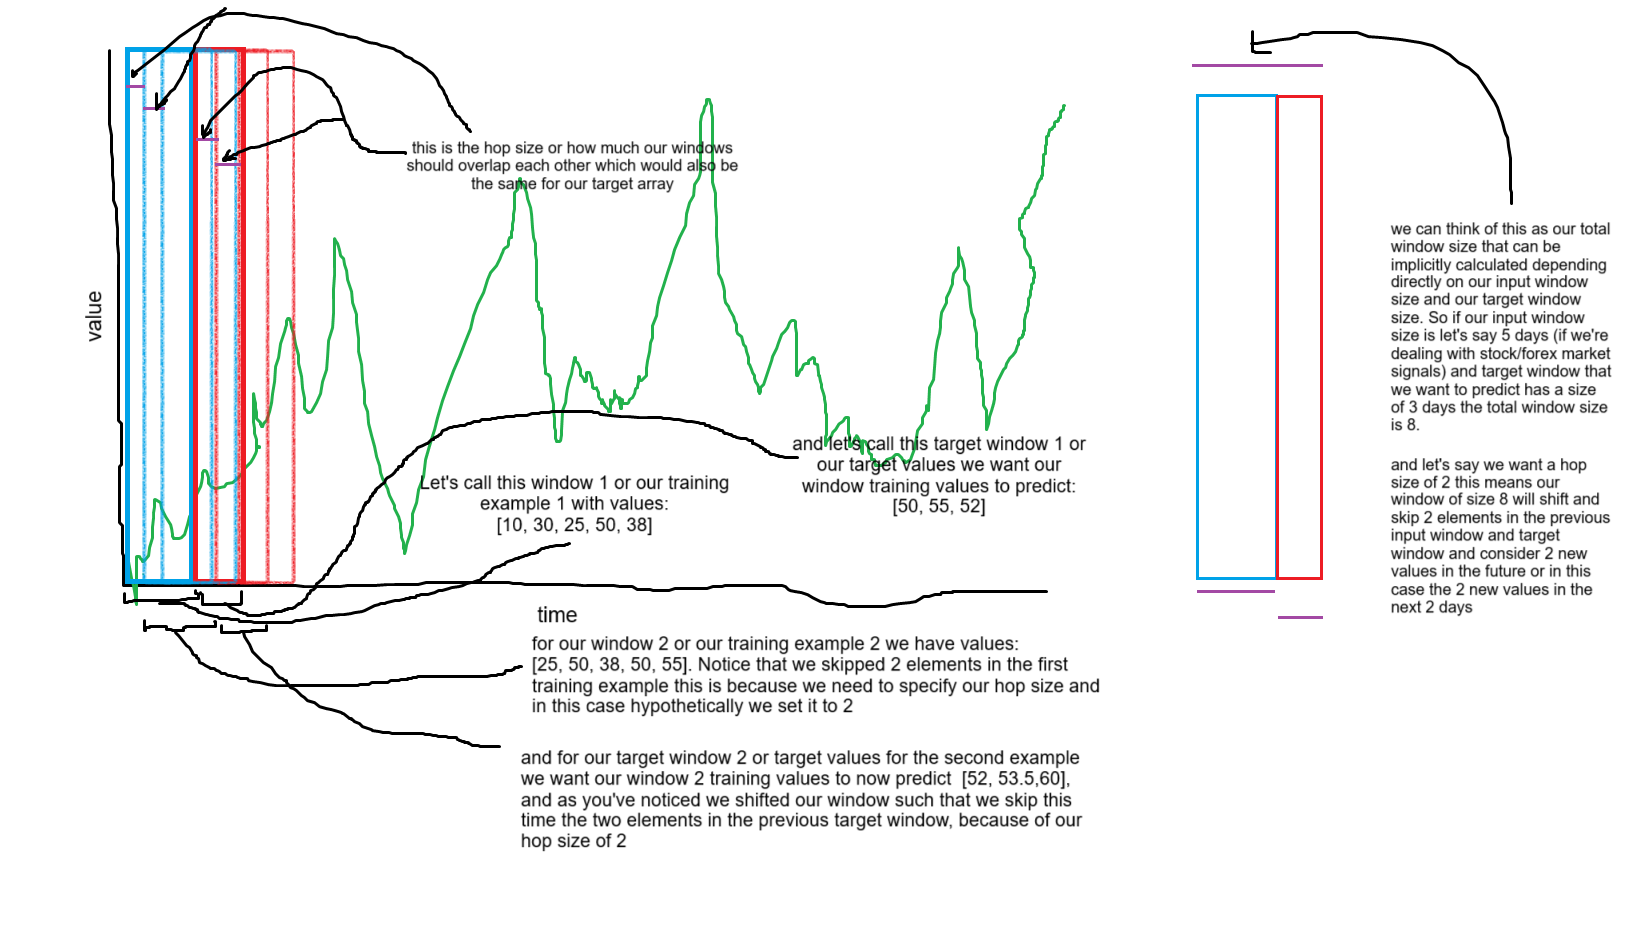 this is the hop size or how much our windows
should overlap each other which would also be
the same for our target array
value
Let's call this window 1 or our training
example 1 with values:
[10, 30, 25, 50, 38]
and let's call this target window 1 or
our target values we want our
window training values to predict:
[50, 55, 52]
time
for our window 2 or our training example 2 we have values:
[25, 50, 38, 50, 55]. Notice that we skipped 2 elements in the first
training example this is because we need to specify our hop size and
in this case hypothetically we set it to 2
and for our target window 2 or target values for the second example
we want our window 2 training values to now predict  [52, 53.5,60],
and as you've noticed we shifted our window such that we skip this
time the two elements in the previous target window, because of our
hop size of 2
we can think of this as our total
window size that can be
implicitly calculated depending
directly on our input window
size and our target window
size. So if our input window
size is let's say 5 days (if we're
dealing with stock/forex market
signals) and target window that
we want to predict has a size
of 3 days the total window size
is 8.
and let's say we want a hop
size of 2 this means our
window of size 8 will shift and
skip 2 elements in the previous
input window and target
window and consider 2 new
values in the future or in this
case the 2 new values in the
next 2 days